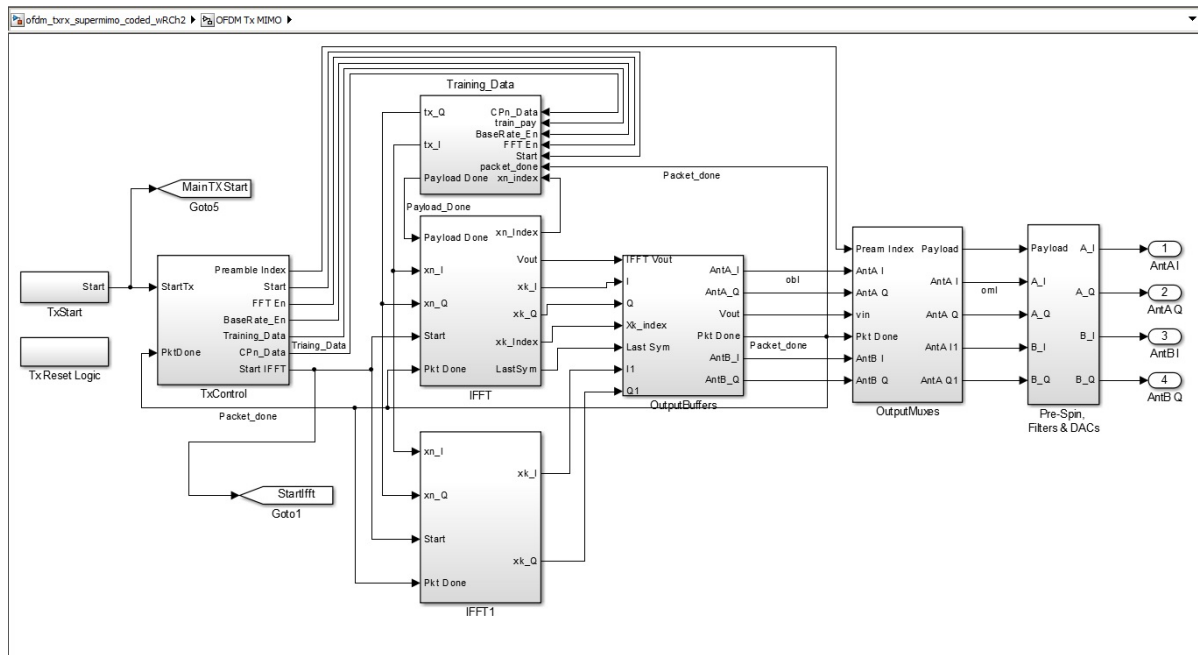 ofdm_txrx_supermimo_coded_wRCh2 OFDM Tx MIMO
Training_Data
tx_Q
tx_I
Payload Done
CPn_Data
train_pay
BaseRate_En
FFT En
Start
packet_done
xn_index
Packet_done
MainTXStart
Goto5
Payload_Done
Start
TxStart
Tx Reset Logic
StartTx
PktDone
Preamble Index
Start
FFT En
BaseRate_En
Training_Data
CPn_Data
Start IFFT
TxControl
Traiing_Data
Packet_done
StartIfft
Goto1
Payload Done
xn_I
xn_Q
Start
Pkt Done
xn_Index
Vout
xk_I
xk_Q
xk_Index
LastSym
IFFT
xn_I
xn_Q
Start
Pkt Done
xk_I
xk_Q
IFFT1
IFFT Vout
I
Q
Xk_index
Last Sym
I1
Q1
AntA_I
AntA_Q
Vout
Pkt Done
AntB_I
AntB_Q
OutputBuffers
obI
Packet_done
Pream Index
AntA I
AntA Q
vin
Pkt Done
AntB I
AntB Q
Payload
AntA I
AntA Q
AntA I1
AntA Q1
OutputMuxes
omI
Payload
A_I
A_Q
B_I
B_Q
A_I
A_Q
B_I
B_Q
Pre-Spin,
Filters & DACs
1
AntA I
2
AntA Q
3
AntB I
4
AntB Q